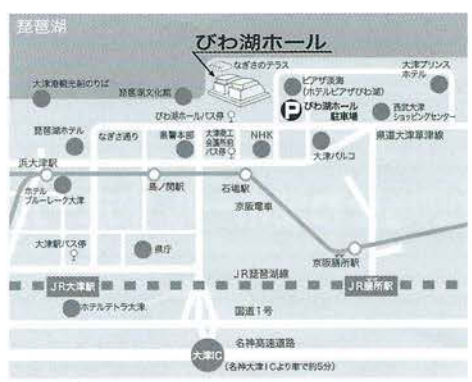 琵琶湖
びわ湖ホール
なぎさのテラス
大津プリンス
ホテル
大津港観光船のりば
琵琶湖文化館
ピアザ淡海
(ホテルピアザびわ湖)
びわ湖ホールバス停
P
びわ湖ホール
駐車場
西武大津
ショッピングセンター
琵琶湖ホテル
なぎさ通り
県警本部
大津商工
会議所前
バス停
NHK
大津パルコ
県道大津草津線
浜大津駅
ホテル
ブルーレーク大津
島ノ関駅
石場駅
京阪電車
大津駅バス停
県庁
京阪膳所駅
JR琵琶湖線
JR大津駅
JR膳所駅
ホテルテトラ大津
国道1号
名神高速道路
大津IC
(名神大津ICより車で約5分)